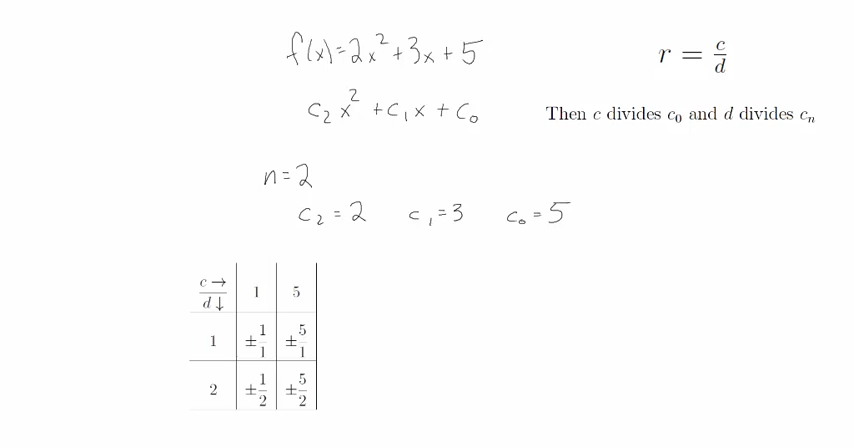 f(x)=2x²+3x+5
r = c/d
c₂x²+c₁x+c₀
Then c divides c₀ and d divides cₙ
n=2
c₂=2 c₁=3 c₀=5
c→/d↓ 1 5
1 ±1/1 ±5/1
2 ±1/2 ±5/2